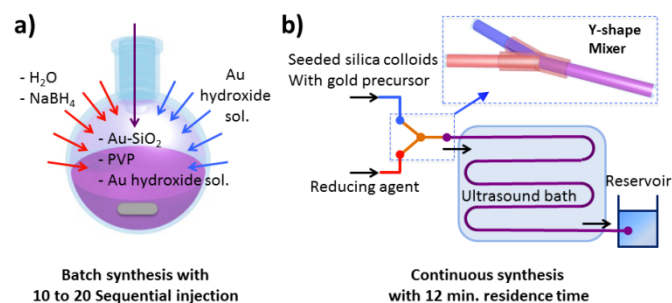 a)
- H₂O
- NaBH₄
Au
hydroxide
sol.
- Au-SiO₂
- PVP
- Au hydroxide sol.
Batch synthesis with
10 to 20 Sequential injection
b)
Y-shape
Mixer
Seeded silica colloids
With gold precursor
Reducing agent
Ultrasound bath
Reservoir
Continuous synthesis
with 12 min. residence time